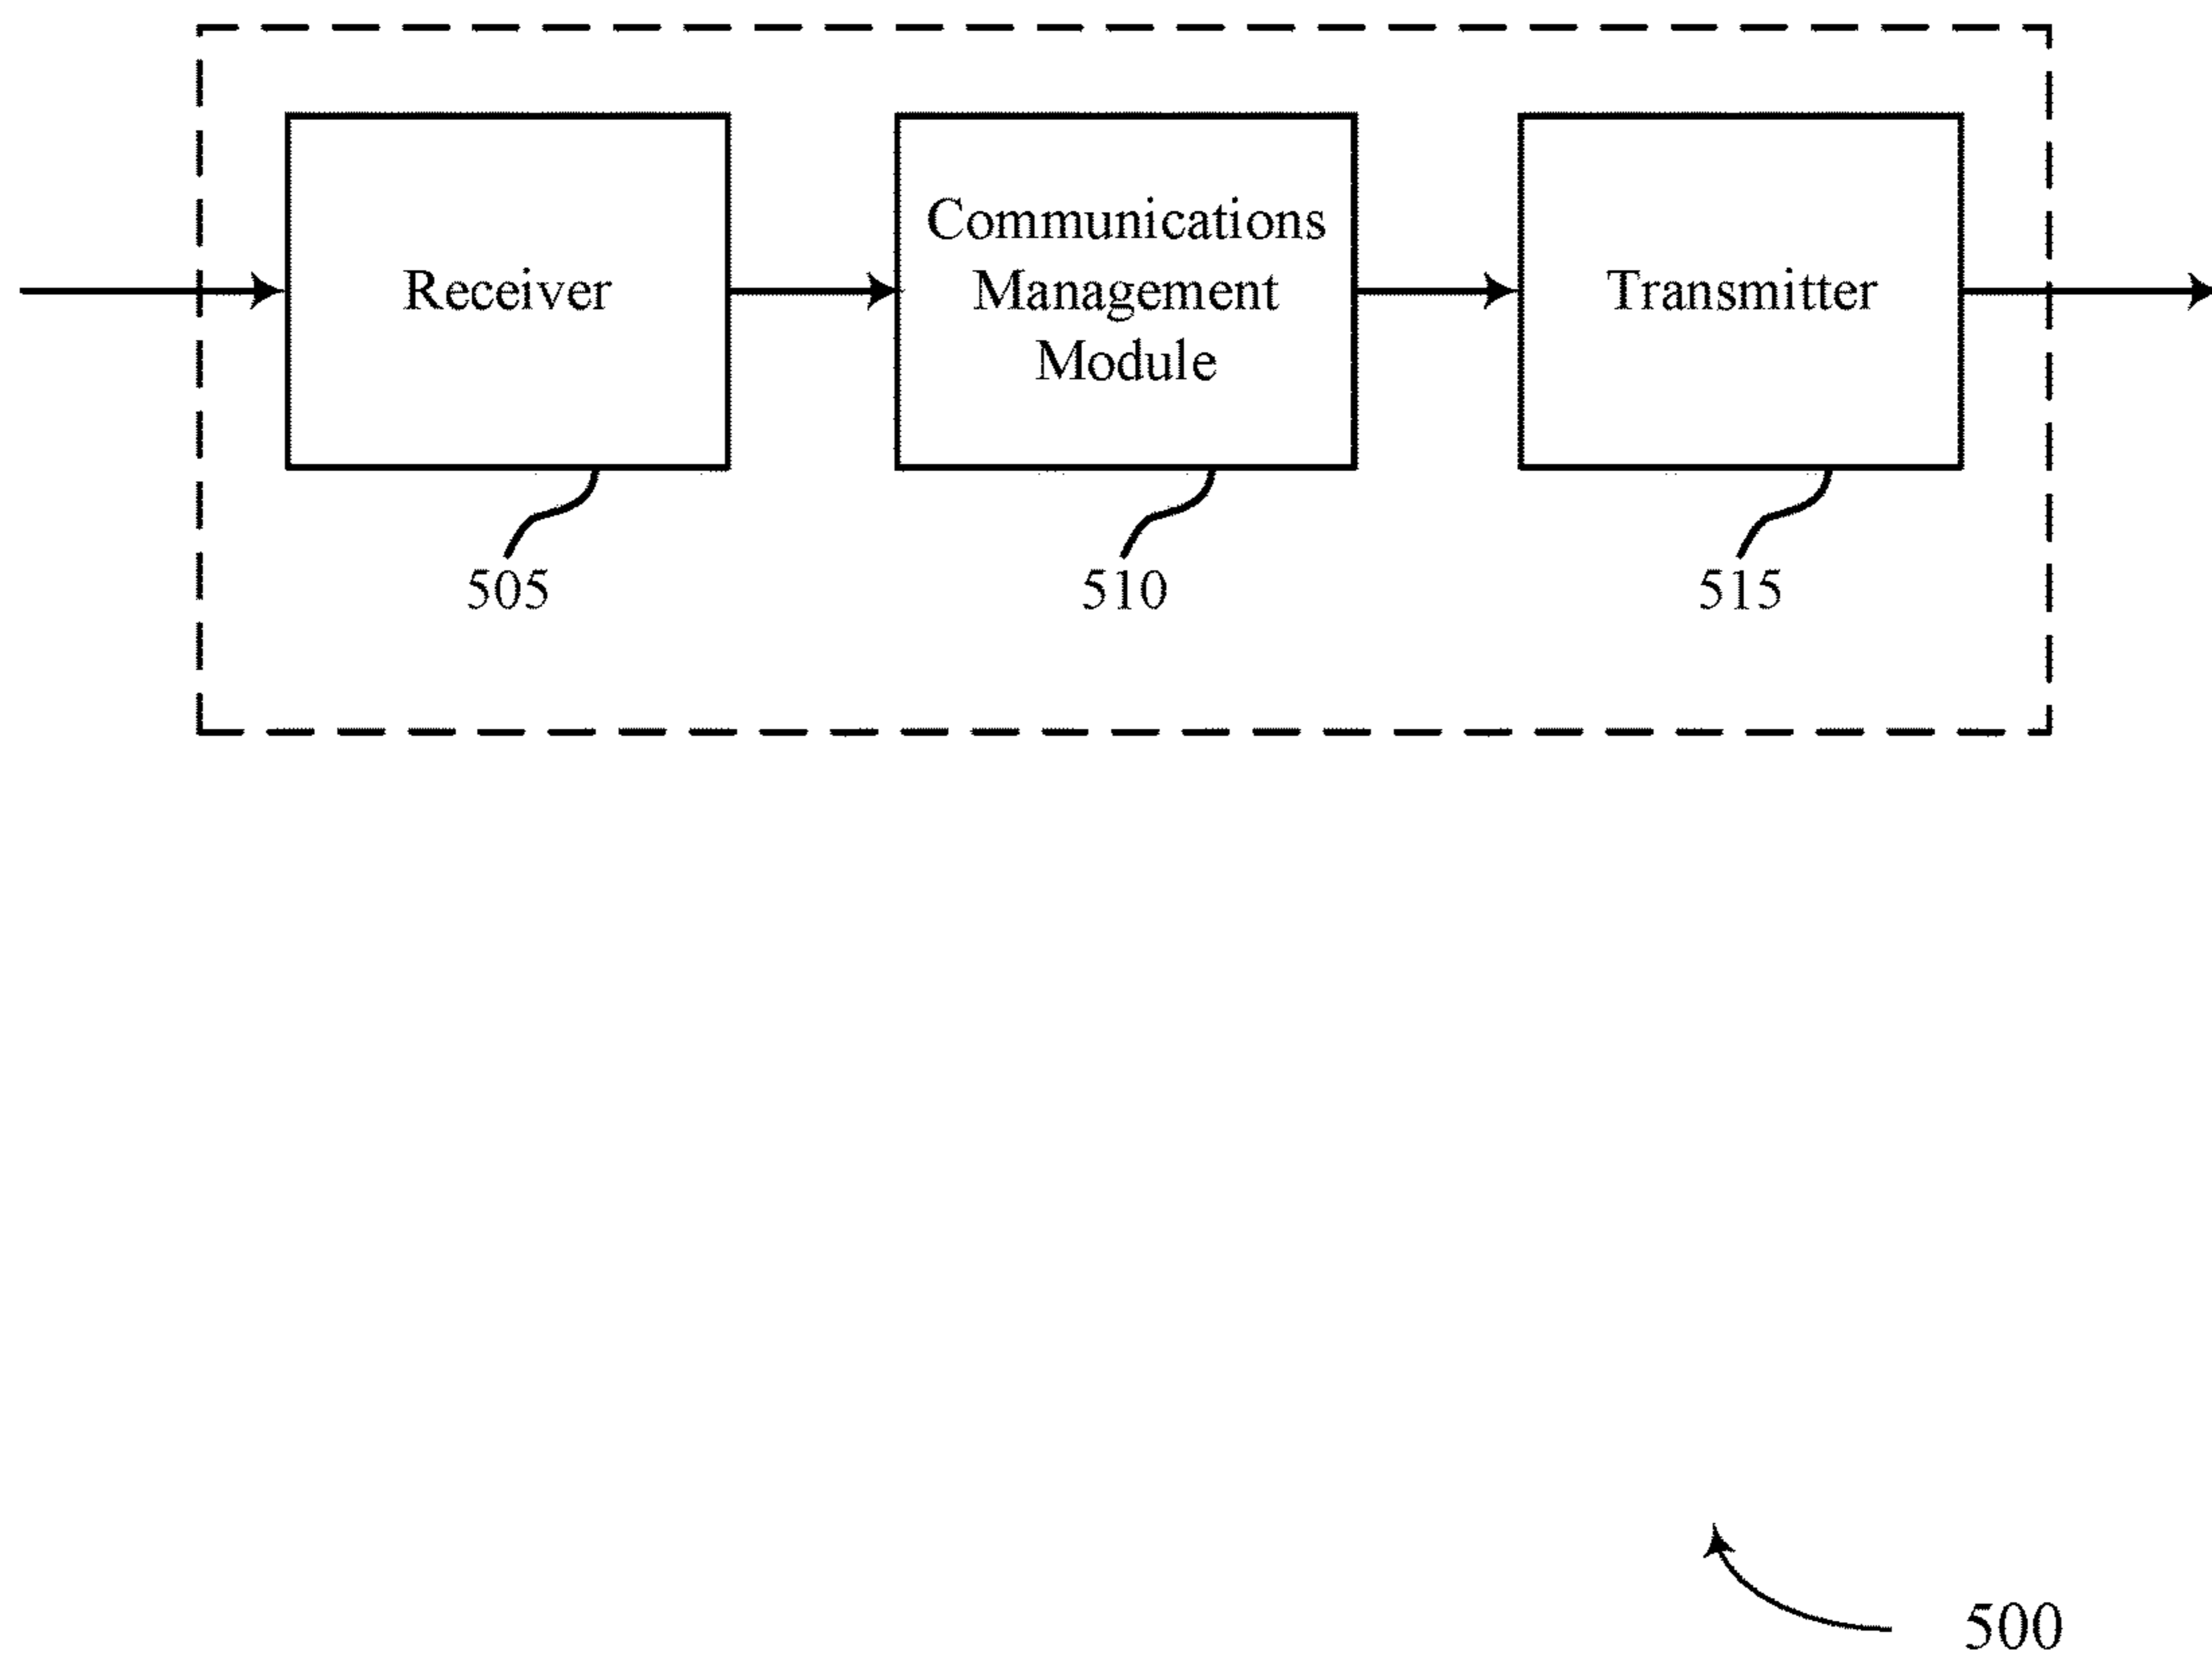 Receiver
Communications
Management
Module
Transmitter
505
510
515
500